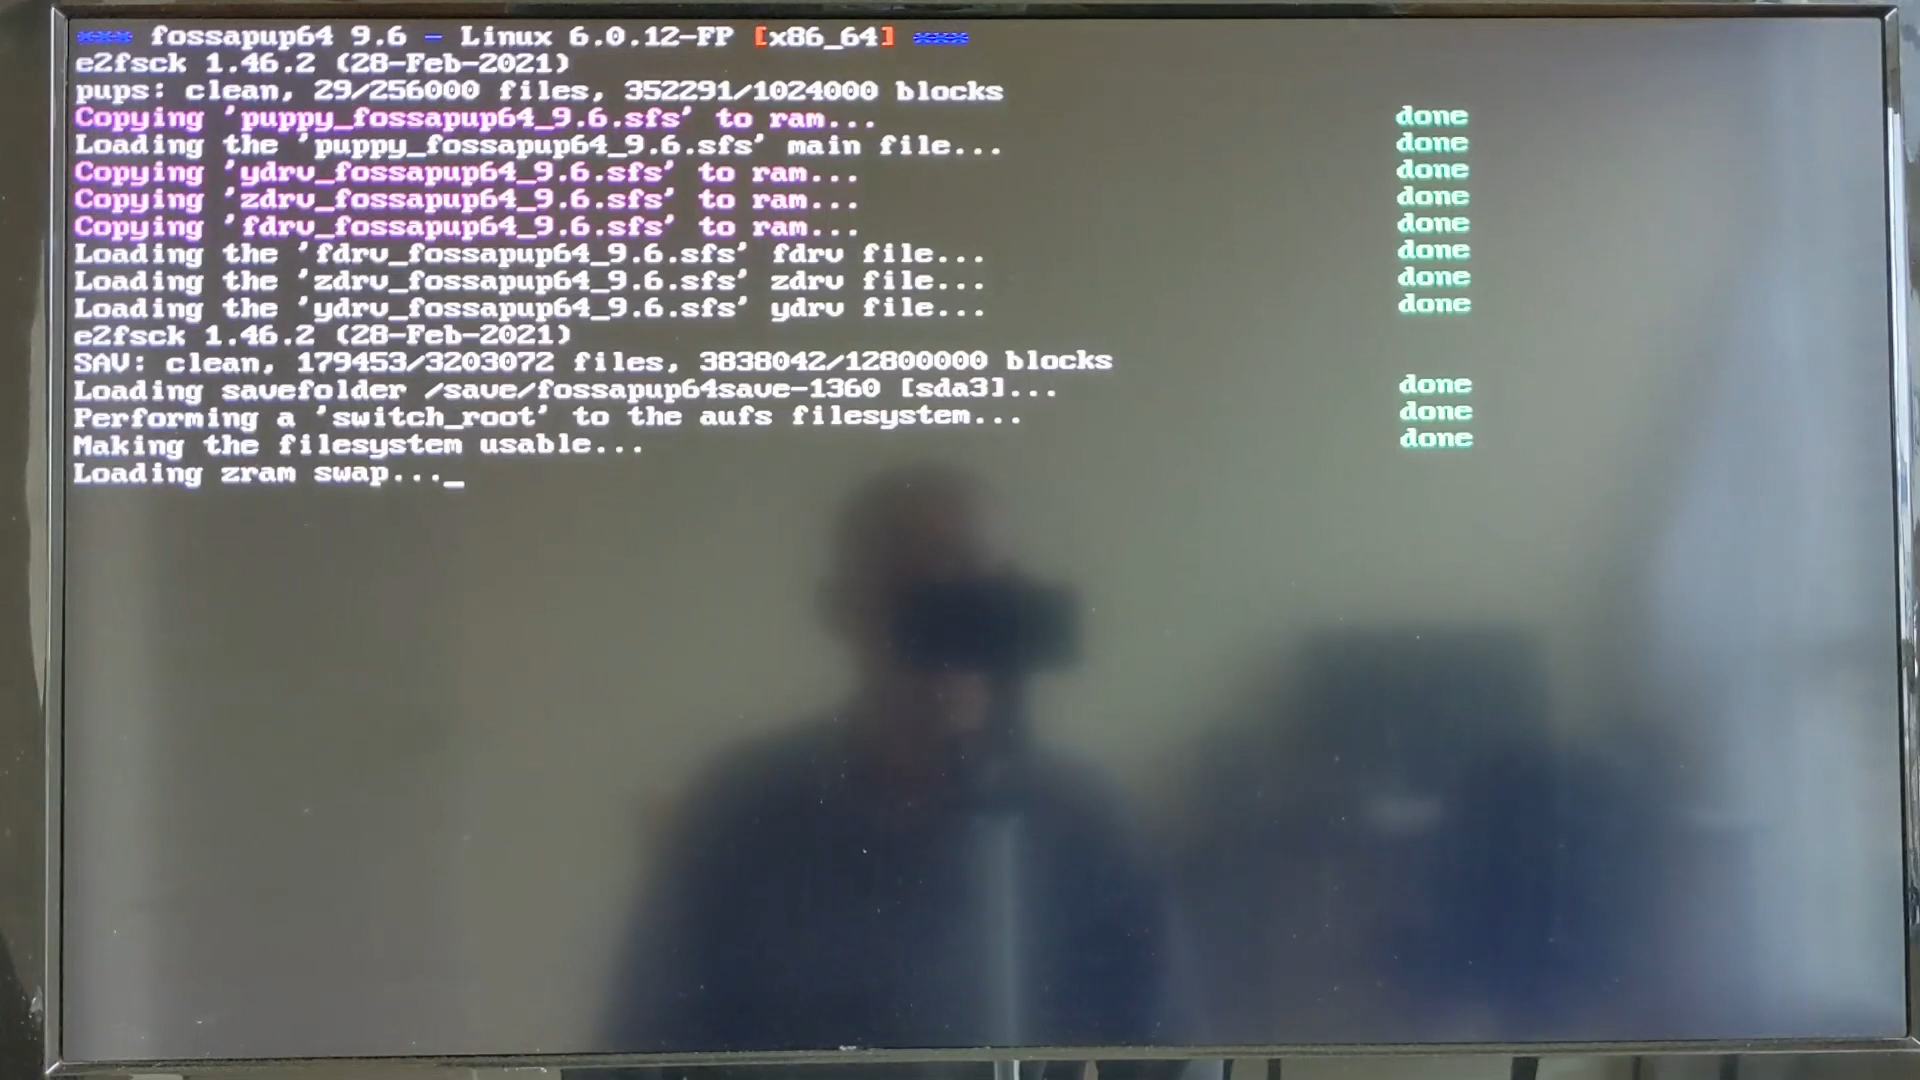 *** fossapup64 9.6 - Linux 6.0.12-FP [x86_64] ***
e2fsck 1.46.2 (28-Feb-2021)
pups: clean, 29/256000 files, 352291/1024000 blocks
Copying 'puppy_fossapup64_9.6.sfs' to ram... done
Loading the 'puppy_fossapup64_9.6.sfs' main file... done
Copying 'ydrv_fossapup64_9.6.sfs' to ram... done
Copying 'zdrv_fossapup64_9.6.sfs' to ram... done
Copying 'fdrv_fossapup64_9.6.sfs' to ram... done
Loading the 'fdrv_fossapup64_9.6.sfs' fdrv file... done
Loading the 'zdrv_fossapup64_9.6.sfs' zdrv file... done
Loading the 'ydrv_fossapup64_9.6.sfs' ydrv file... done
e2fsck 1.46.2 (28-Feb-2021)
SAV: clean, 179453/3203072 files, 3838042/12800000 blocks
Loading savefolder /save/fossapup64save-1360 [sda3]... done
Performing a 'switch_root' to the aufs filesystem... done
Making the filesystem usable... done
Loading zram swap..._